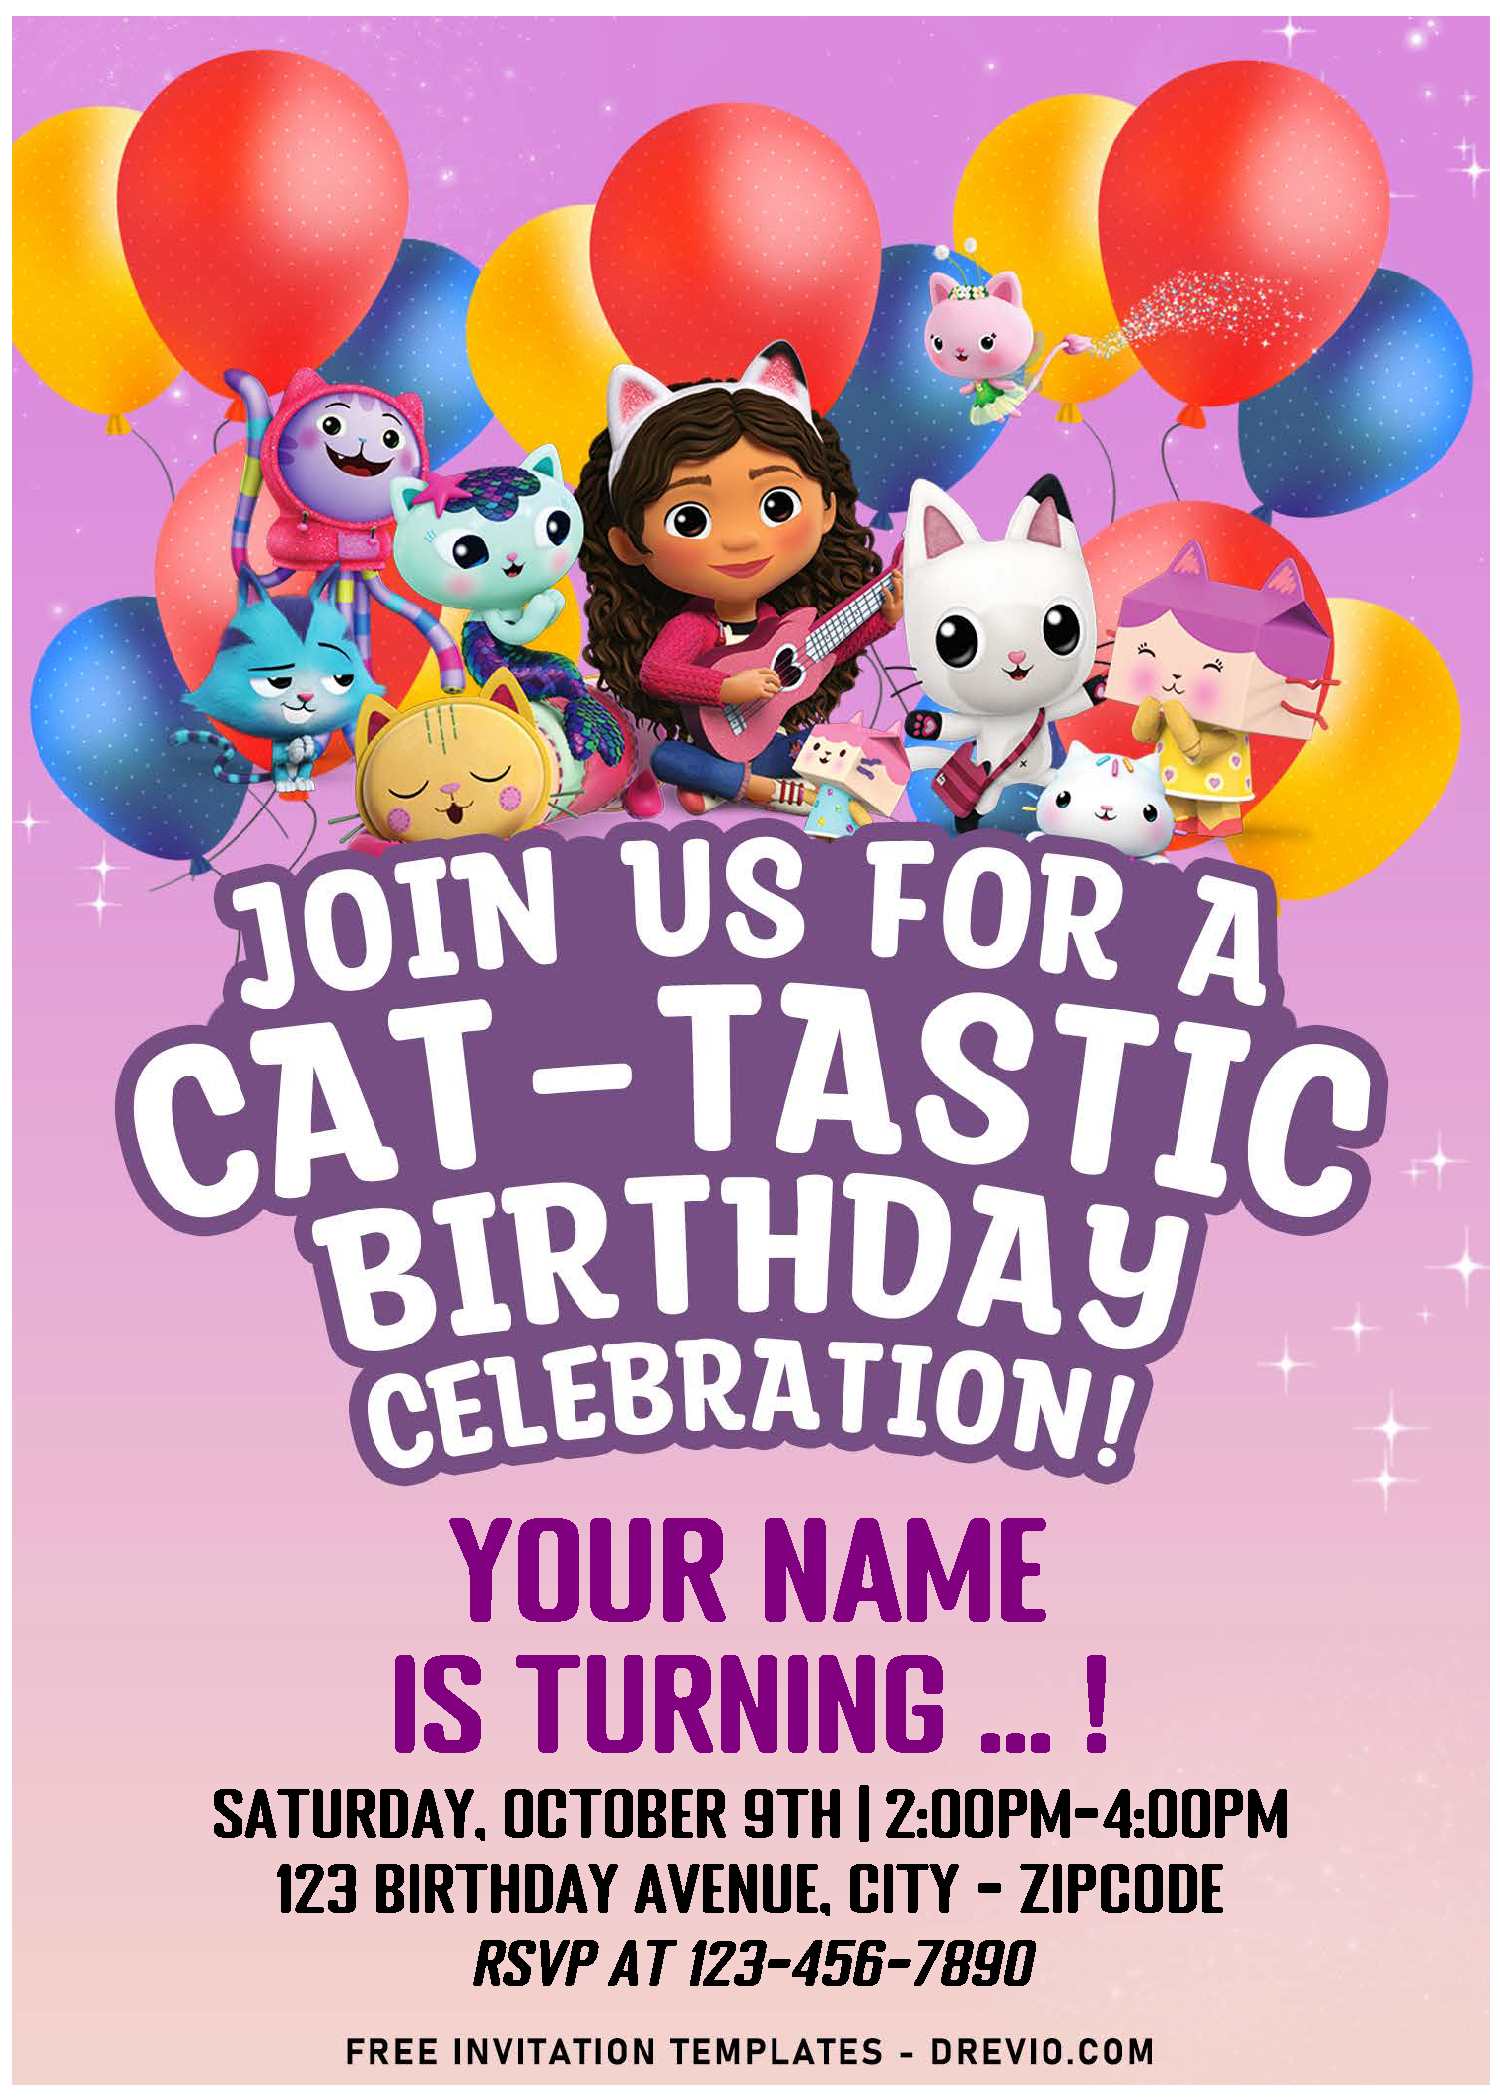 JOIN US FOR A
CAT-TASTIC
BIRTHDAY
CELEBRATION!
YOUR NAME
IS TURNING ... !
SATURDAY, OCTOBER 9TH | 2:00PM-4:00PM
123 BIRTHDAY AVENUE, CITY - ZIPCODE
RSVP AT 123-456-7890
FREE INVITATION TEMPLATES - DREVIO.COM